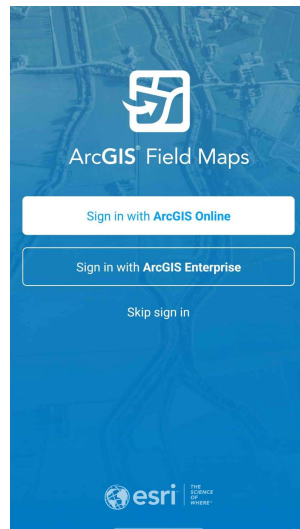 ArcGIS® Field Maps
Sign in with ArcGIS Online
Sign in with ArcGIS Enterprise
Skip sign in
esri
THE
SCIENCE
OF
WHERE®